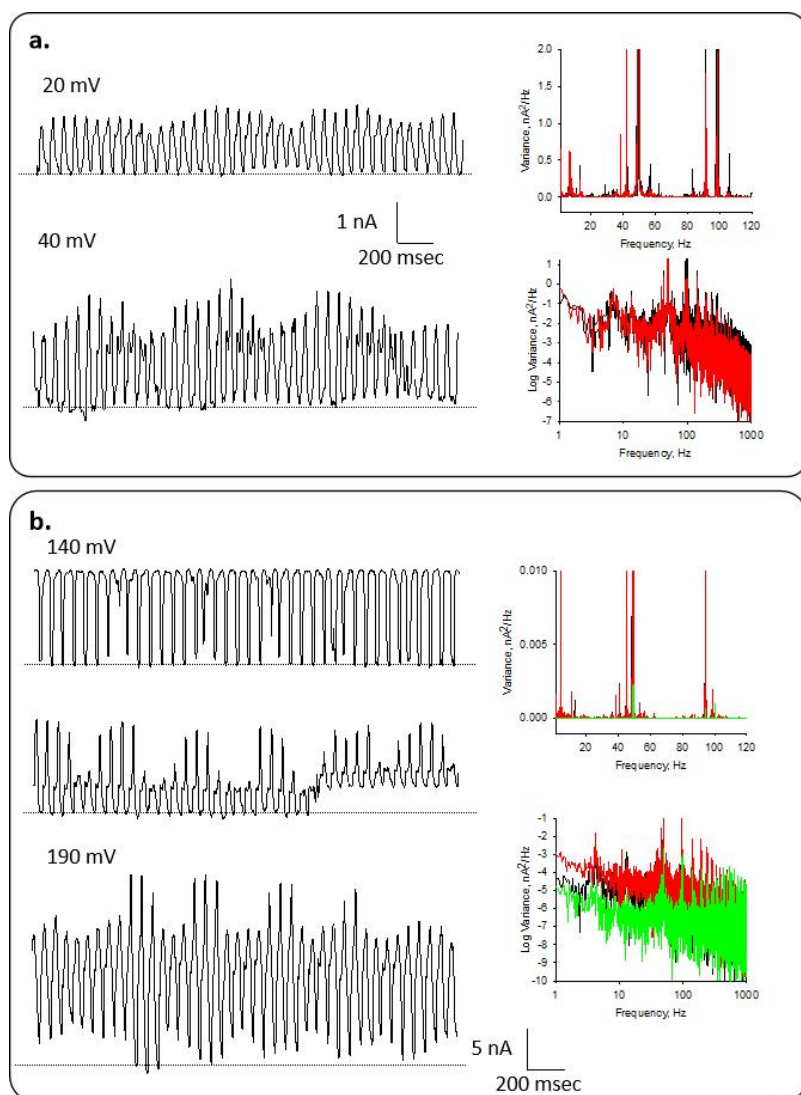 a.
20 mV
1 nA
200 msec
40 mV
2.0
1.5
1.0
0.5
0.0
Variance, nA²/Hz
20 40 60 80 100 120
Frequency, Hz
1
0
-1
-2
-3
-4
-5
-6
-7
Log Variance, nA²/Hz
1 10 100 1000
Frequency, Hz
b.
140 mV
190 mV
5 nA
200 msec
0.010
0.005
0.000
Variance, nA²/Hz
20 40 60 80 100 120
Frequency, Hz
-1
-2
-3
-4
-5
-6
-7
-8
-9
-10
Log Variance, nA²/Hz
1 10 100 1000
Frequency, Hz